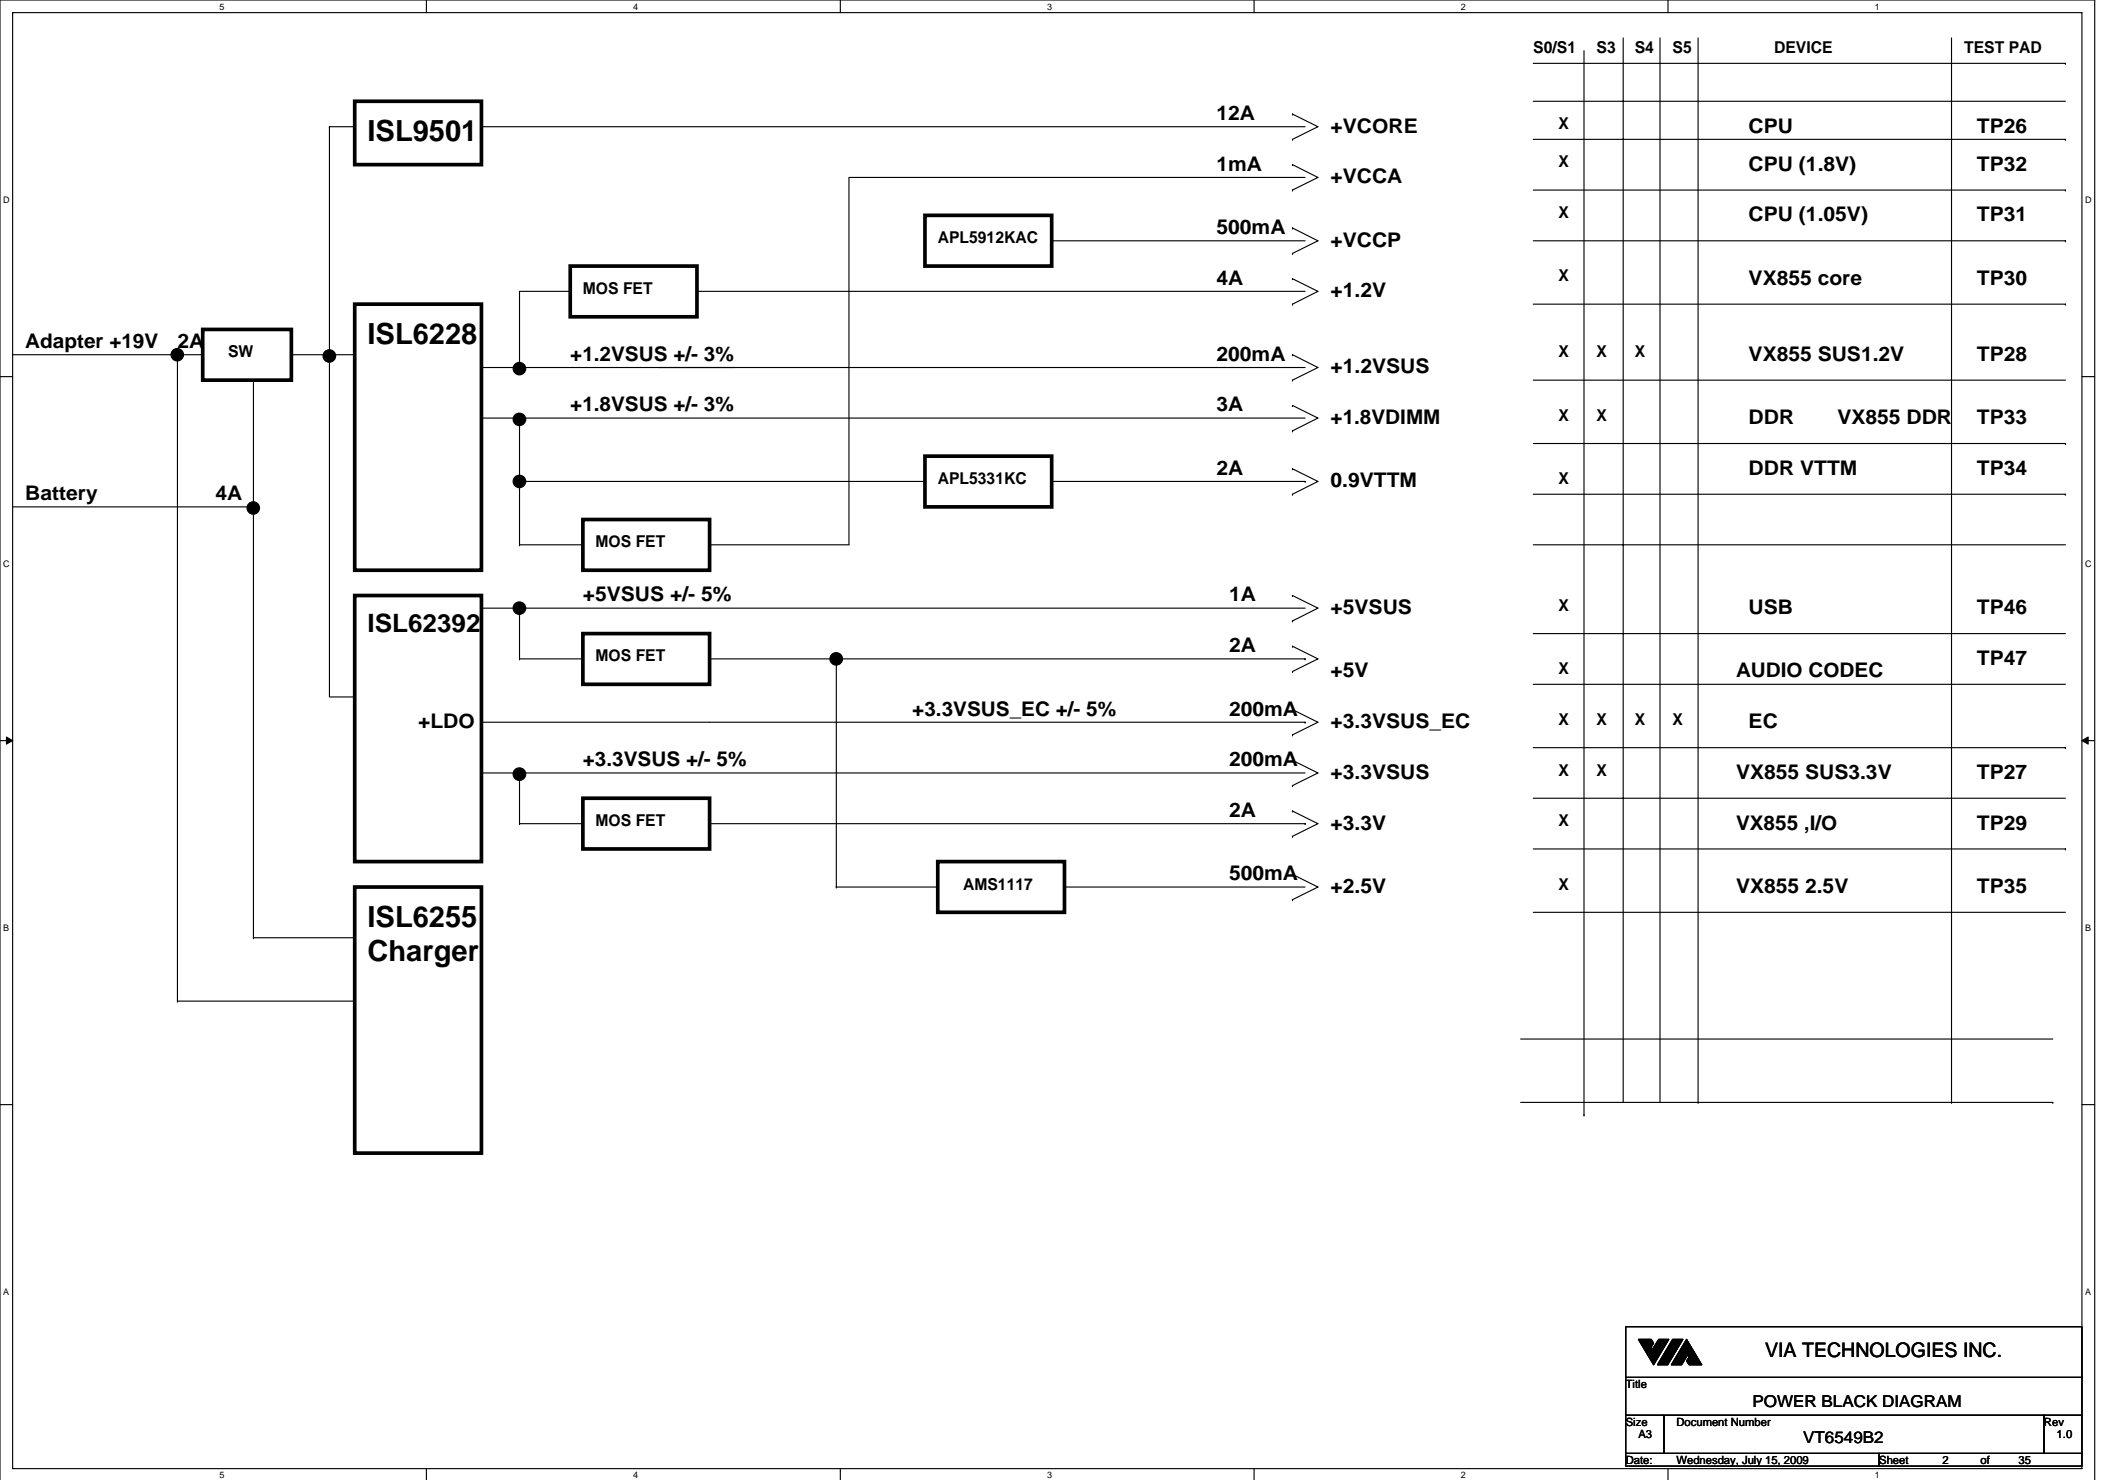 5 4 3 2 1
S0/S1 S3 S4 S5 DEVICE TEST PAD
ISL9501 12A +VCORE X CPU TP26
1mA +VCCA X CPU (1.8V) TP32
D D
APL5912KAC 500mA +VCCP X CPU (1.05V) TP31
MOS FET 4A +1.2V X VX855 core TP30
Adapter +19V 2A SW ISL6228
+1.2VSUS +/- 3% 200mA +1.2VSUS X X X VX855 SUS1.2V TP28
+1.8VSUS +/- 3% 3A +1.8VDIMM X X DDR VX855 DDR TP33
APL5331KC 2A 0.9VTTM X DDR VTTM TP34
Battery 4A
MOS FET
C C
+5VSUS +/- 5% 1A +5VSUS X USB TP46
ISL62392
MOS FET 2A +5V X AUDIO CODEC TP47
+LDO +3.3VSUS_EC +/- 5% 200mA +3.3VSUS_EC X X X X EC
+3.3VSUS +/- 5% 200mA +3.3VSUS X X VX855 SUS3.3V TP27
MOS FET 2A +3.3V X VX855 ,I/O TP29
AMS1117 500mA +2.5V X VX855 2.5V TP35
ISL6255
Charger
B B
A A
VIA VIA TECHNOLOGIES INC.
Title
POWER BLACK DIAGRAM
Size Document Number Rev
A3 VT6549B2 1.0
Date: Wednesday, July 15, 2009 Sheet 2 of 35
5 4 3 2 1